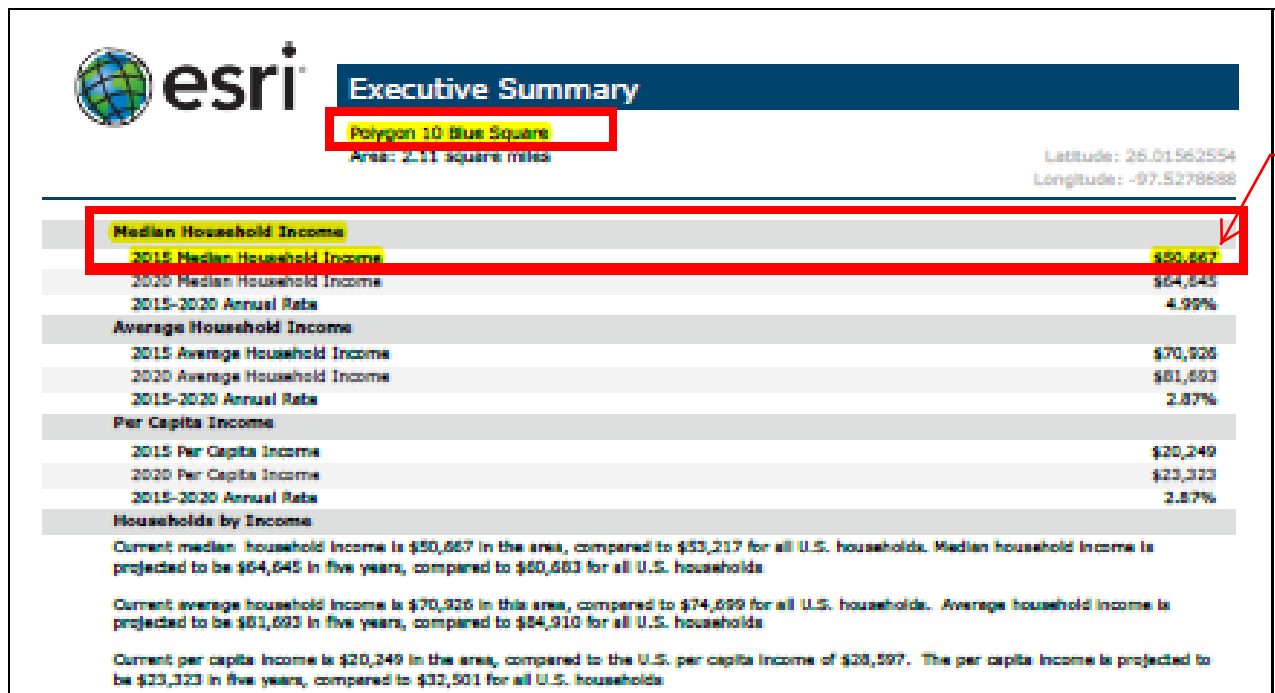 esri
Executive Summary
Polygon 10 Blue Square
Area: 2.11 square miles
Latitude: 26.01562554
Longitude: -97.5278688
Median Household Income
2015 Median Household Income $50,667
2020 Median Household Income $64,645
2015-2020 Annual Rate 4.99%
Average Household Income
2015 Average Household Income $70,926
2020 Average Household Income $81,693
2015-2020 Annual Rate 2.87%
Per Capita Income
2015 Per Capita Income $20,249
2020 Per Capita Income $23,323
2015-2020 Annual Rate 2.87%
Households by Income
Current median household income is $50,667 in the area, compared to $53,217 for all U.S. households. Median household income is
projected to be $64,645 in five years, compared to $60,683 for all U.S. households
Current average household income is $70,926 in this area, compared to $74,699 for all U.S. households. Average household income is
projected to be $81,693 in five years, compared to $84,910 for all U.S. households
Current per capita income is $20,249 in the area, compared to the U.S. per capita income of $28,597. The per capita income is projected to
be $23,323 in five years, compared to $32,501 for all U.S. households